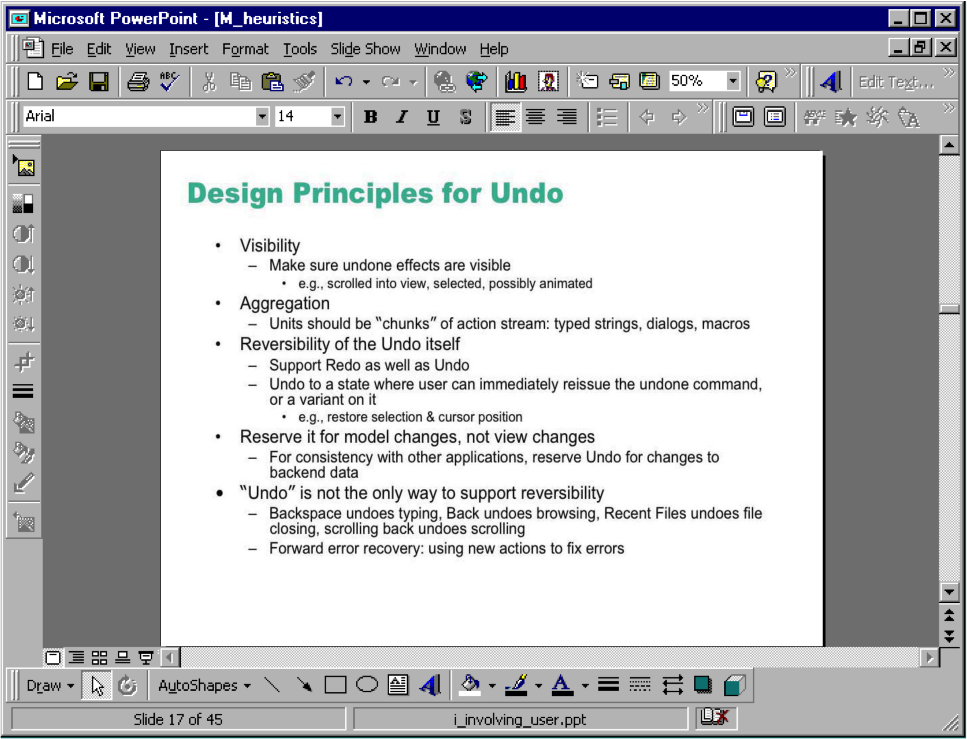 Microsoft PowerPoint - [M_heuristics]
File Edit View Insert Format Tools Slide Show Window Help
ABC 50% Edit Text...
Arial 14 B I U S
Design Principles for Undo
• Visibility
– Make sure undone effects are visible
• e.g., scrolled into view, selected, possibly animated
• Aggregation
– Units should be “chunks” of action stream: typed strings, dialogs, macros
• Reversibility of the Undo itself
– Support Redo as well as Undo
– Undo to a state where user can immediately reissue the undone command,
or a variant on it
• e.g., restore selection & cursor position
• Reserve it for model changes, not view changes
– For consistency with other applications, reserve Undo for changes to
backend data
• “Undo” is not the only way to support reversibility
– Backspace undoes typing, Back undoes browsing, Recent Files undoes file
closing, scrolling back undoes scrolling
– Forward error recovery: using new actions to fix errors
Draw AutoShapes A
Slide 17 of 45 i_involving_user.ppt